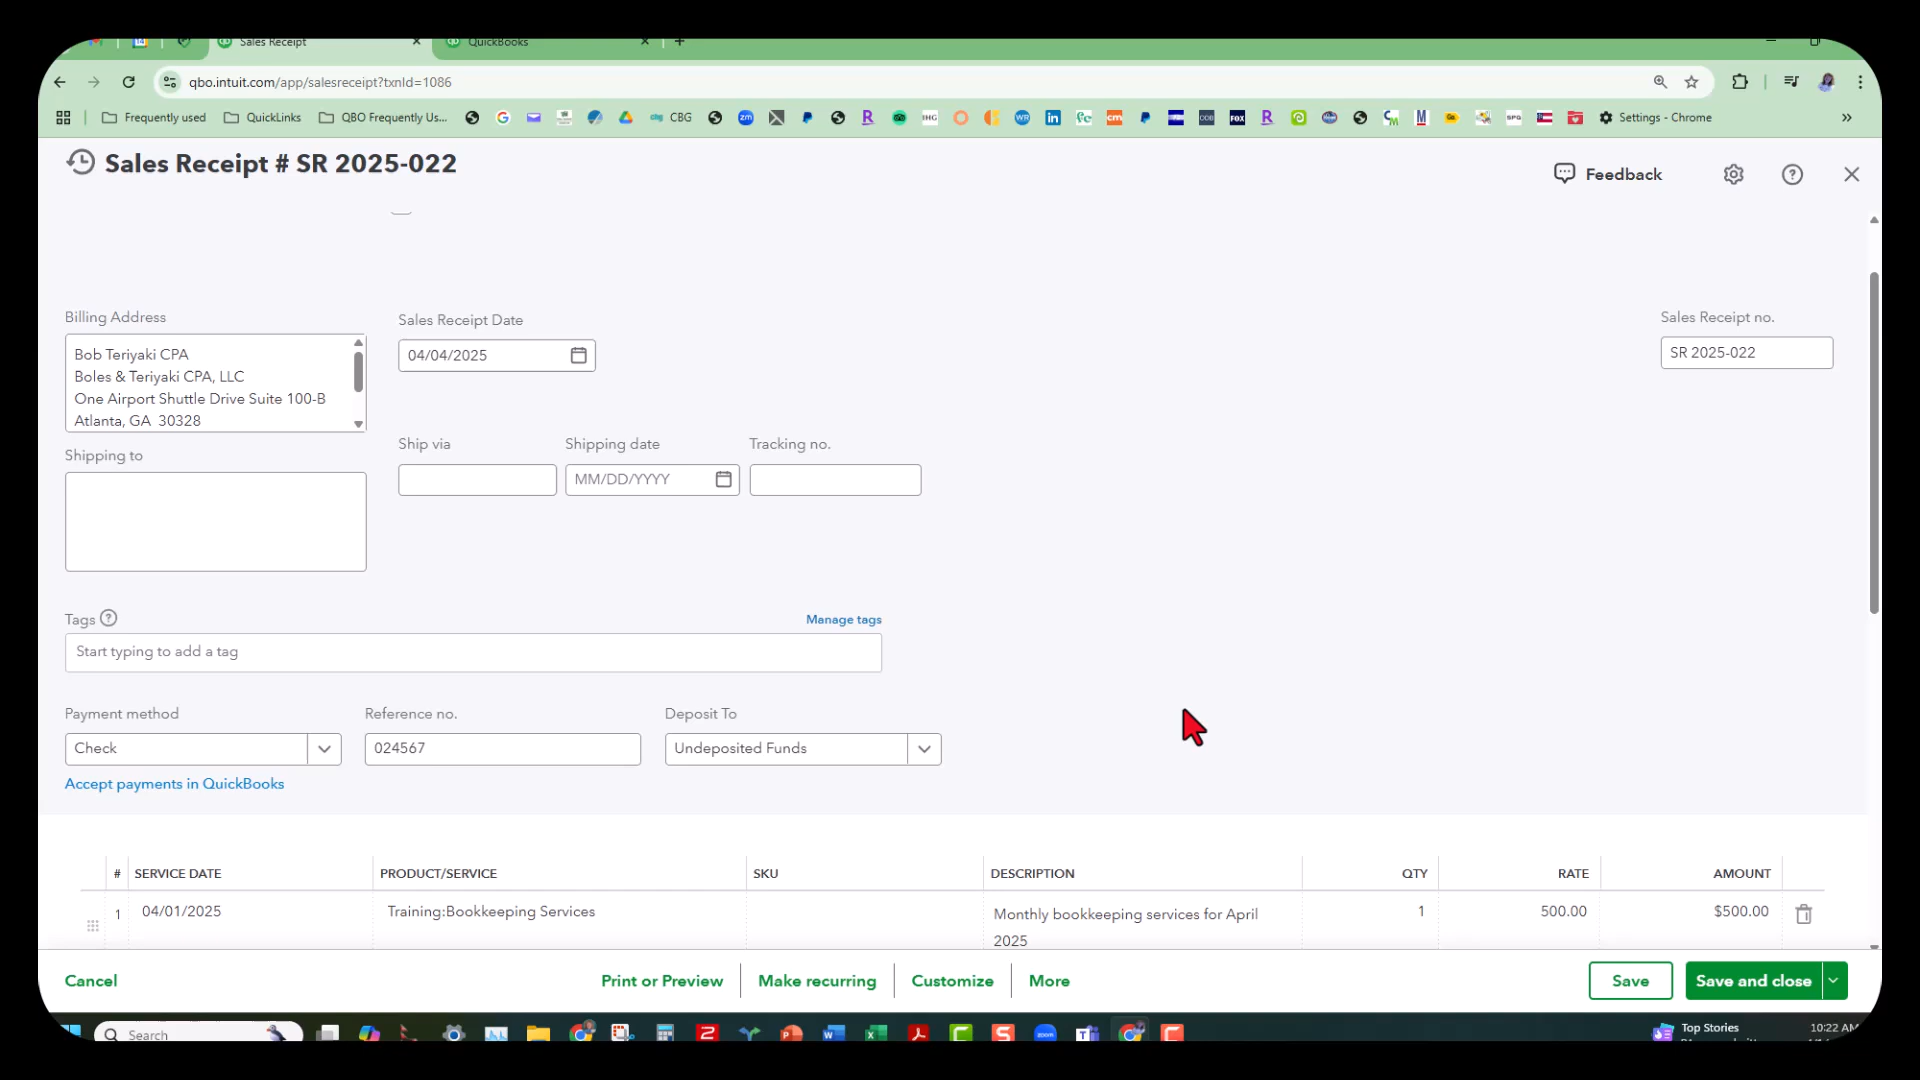 Sales Receipt
QuickBooks
qbo.intuit.com/app/salesreceipt?txnId=1086
Frequently used
QuickLinks
QBO Frequently Us...
CBG
Settings - Chrome
Sales Receipt # SR 2025-022
Feedback
Billing Address
Sales Receipt Date
Sales Receipt no.
Bob Teriyaki CPA
Boles & Teriyaki CPA, LLC
One Airport Shuttle Drive Suite 100-B
Atlanta, GA 30328
04/04/2025
SR 2025-022
Shipping to
Ship via
Shipping date
Tracking no.
MM/DD/YYYY
Tags
Manage tags
Start typing to add a tag
Payment method
Reference no.
Deposit To
Check
024567
Undeposited Funds
Accept payments in QuickBooks
# SERVICE DATE PRODUCT/SERVICE SKU DESCRIPTION QTY RATE AMOUNT
1 04/01/2025 Training:Bookkeeping Services Monthly bookkeeping services for April 1 500.00 $500.00
2025
Cancel
Print or Preview
Make recurring
Customize
More
Save
Save and close
Search
Top Stories
10:22 AM